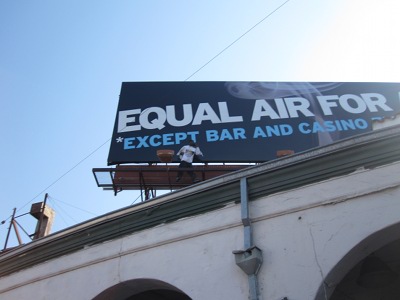 EQUAL AIR FOR
*EXCEPT BAR AND CASINO